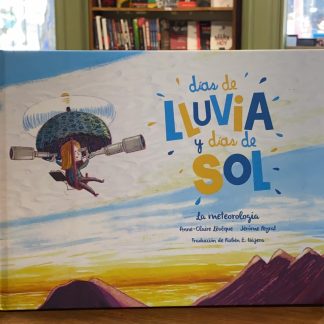 días de
LLUVIA
y días de
SOL
La meteorología
Anne-Claire Lévêque Jérôme Peyrat
Traducción de Rubén E. Nájera